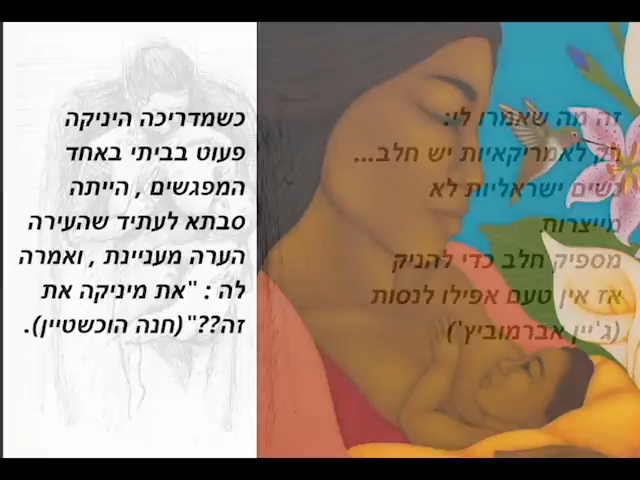 זה מה שאמרו לי:
רק לאמריקאיות יש חלב...
נשים ישראליות לא
מייצרות
מספיק חלב כדי להניק
אז אין טעם אפילו לנסות
(ג'יין אברמוביץ')
כשמדריכה היניקה
פעוט בביתי באחד
המפגשים , הייתה
סבתא לעתיד שהעירה
הערה מעניינת , ואמרה
לה : "את מיניקה את
זה??"(חנה הוכשטיין).